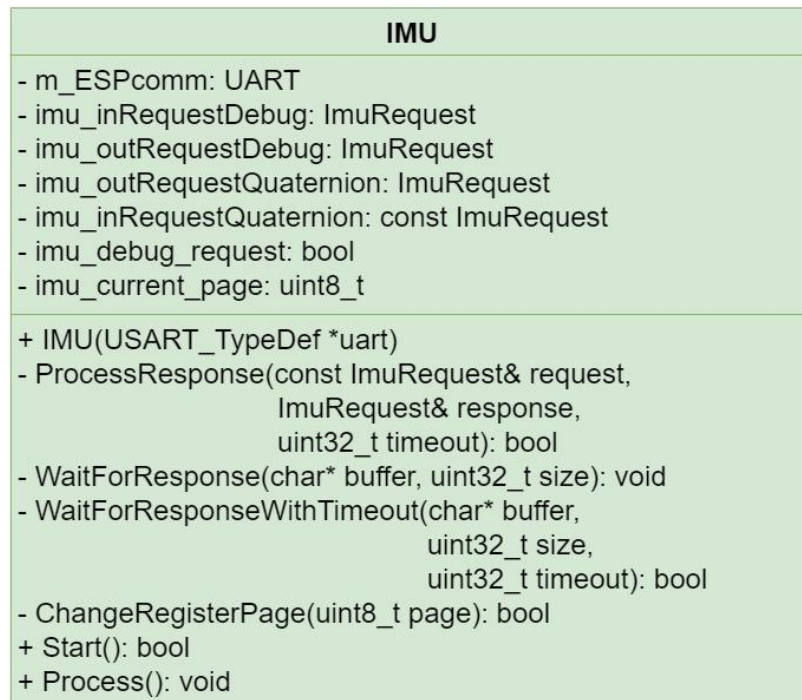 IMU
- m_ESPcomm: UART
- imu_inRequestDebug: ImuRequest
- imu_outRequestDebug: ImuRequest
- imu_outRequestQuaternion: ImuRequest
- imu_inRequestQuaternion: const ImuRequest
- imu_debug_request: bool
- imu_current_page: uint8_t
+ IMU(USART_TypeDef *uart)
- ProcessResponse(const ImuRequest& request,
ImuRequest& response,
uint32_t timeout): bool
- WaitForResponse(char* buffer, uint32_t size): void
- WaitForResponseWithTimeout(char* buffer,
uint32_t size,
uint32_t timeout): bool
- ChangeRegisterPage(uint8_t page): bool
+ Start(): bool
+ Process(): void